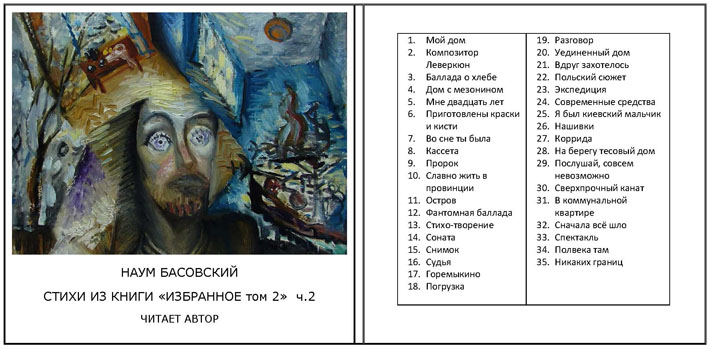 НАУМ БАСОВСКИЙ
СТИХИ ИЗ КНИГИ «ИЗБРАННОЕ том 2» ч.2
ЧИТАЕТ АВТОР
1. Мой дом
2. Композитор
Леверкюн
3. Баллада о хлебе
4. Дом с мезонином
5. Мне двадцать лет
6. Приготовлены краски
и кисти
7. Во сне ты была
8. Кассета
9. Пророк
10. Славно жить в
провинции
11. Остров
12. Фантомная баллада
13. Стихо-творение
14. Соната
15. Снимок
16. Судья
17. Горемыкино
18. Погрузка
19. Разговор
20. Уединенный дом
21. Вдруг захотелось
22. Польский сюжет
23. Экспедиция
24. Современные средства
25. Я был киевский мальчик
26. Нашивки
27. Коррида
28. На берегу тесовый дом
29. Послушай, совсем
невозможно
30. Сверхпрочный канат
31. В коммунальной
квартире
32. Сначала всё шло
33. Спектакль
34. Полвека там
35. Никаких границ